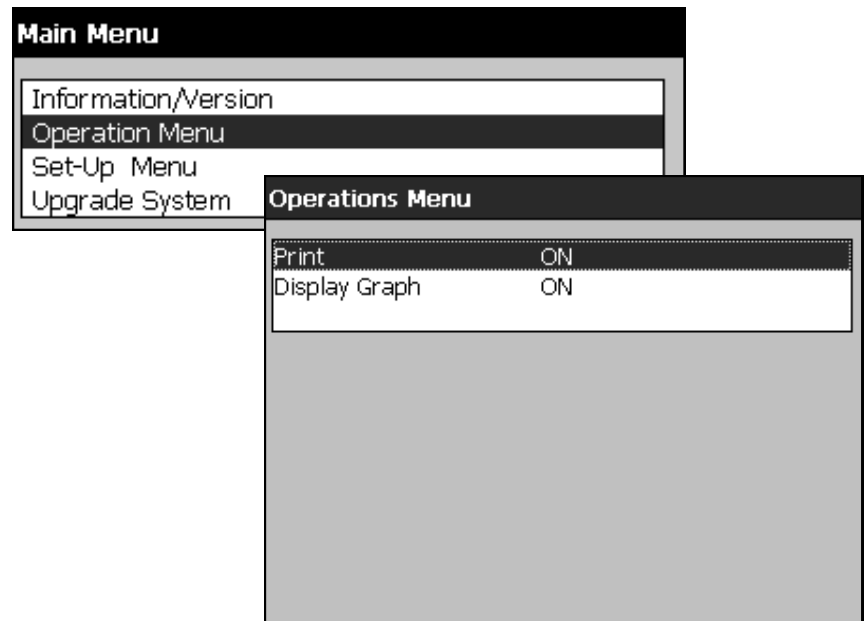 Main Menu
Information/Version
Operation Menu
Set-Up Menu
Upgrade System
Operations Menu
Print ON
Display Graph ON